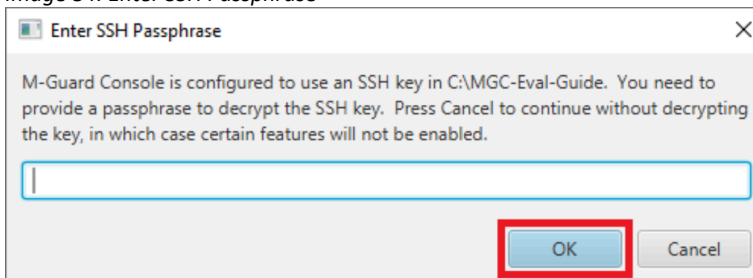 Image 34: Enter SSH Passphrase
Enter SSH Passphrase
M-Guard Console is configured to use an SSH key in C:\MGC-Eval-Guide. You need to
provide a passphrase to decrypt the SSH key. Press Cancel to continue without decrypting
the key, in which case certain features will not be enabled.
OK Cancel